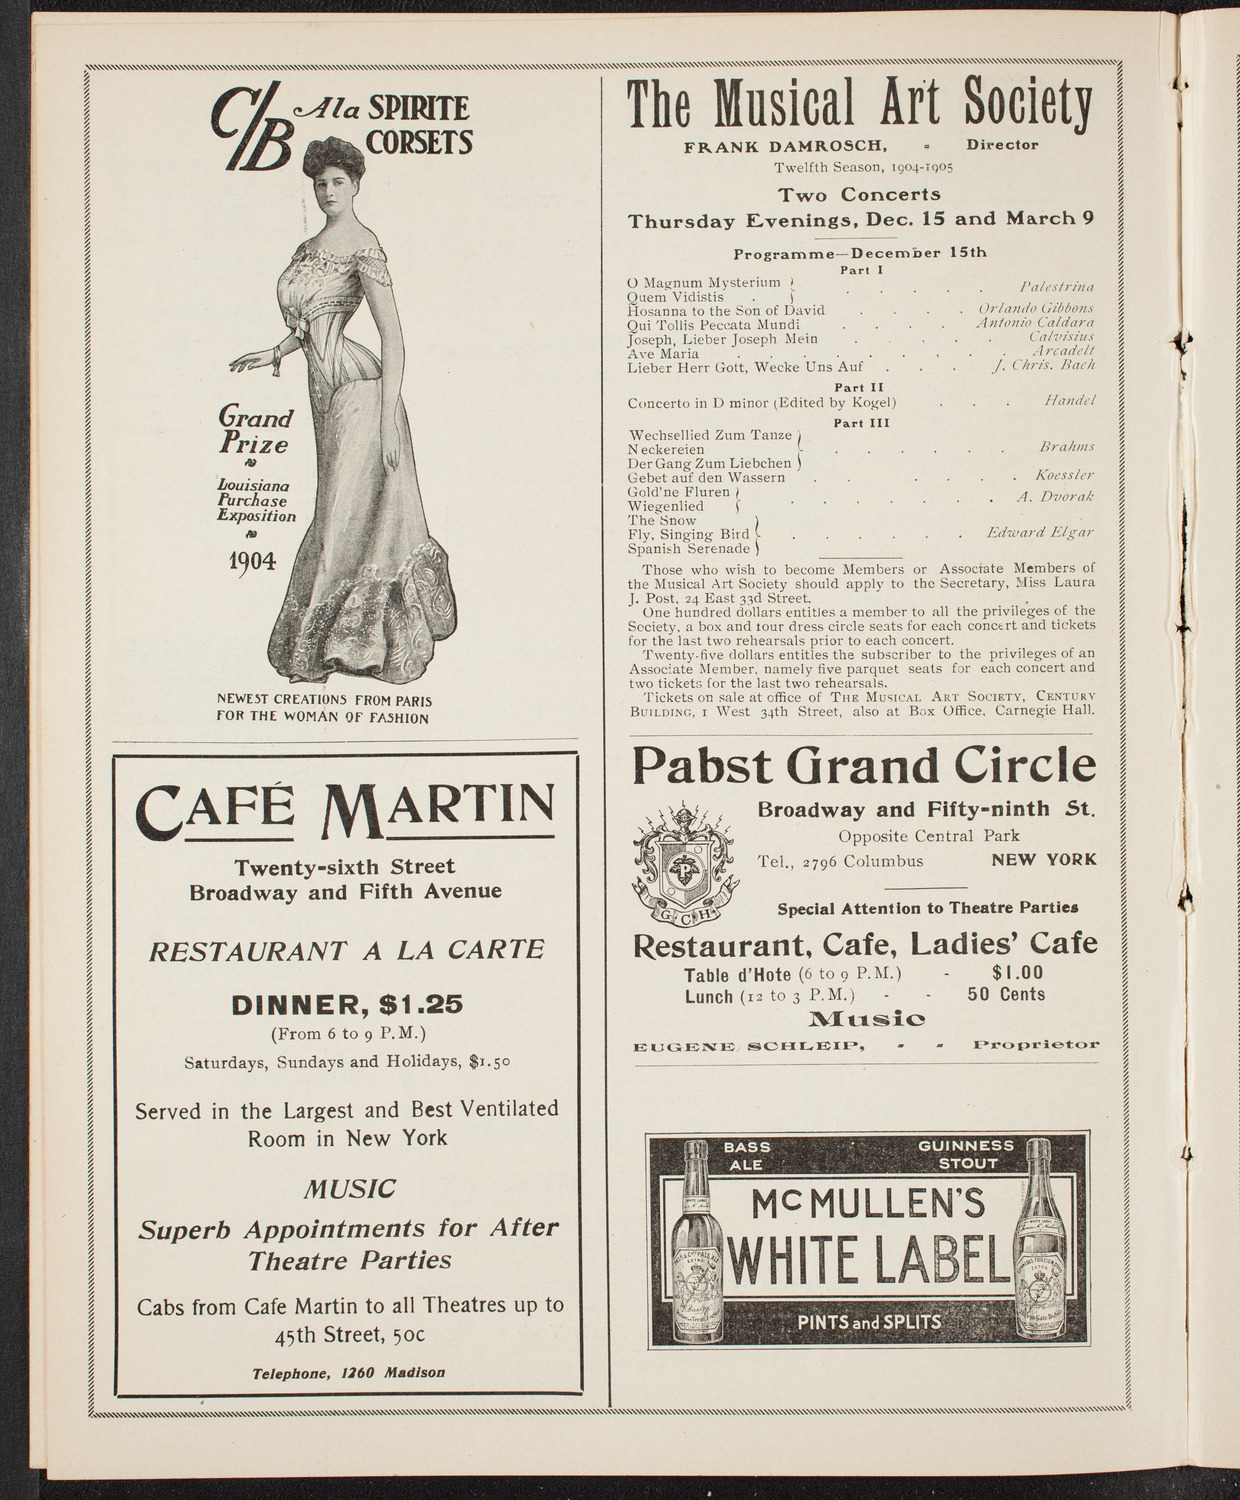 C/B Ala SPIRITE
CORSETS
Grand
Prize
Louisiana
Purchase
Exposition
1904
NEWEST CREATIONS FROM PARIS
FOR THE WOMAN OF FASHION
CAFÉ MARTIN
Twenty-sixth Street
Broadway and Fifth Avenue
RESTAURANT A LA CARTE
DINNER, $1.25
(From 6 to 9 P.M.)
Saturdays, Sundays and Holidays, $1.50
Served in the Largest and Best Ventilated
Room in New York
MUSIC
Superb Appointments for After
Theatre Parties
Cabs from Cafe Martin to all Theatres up to
45th Street, 50c
Telephone, 1260 Madison
The Musical Art Society
FRANK DAMROSCH, = Director
Twelfth Season, 1904-1905
Two Concerts
Thursday Evenings, Dec. 15 and March 9
Programme—December 15th
Part I
O Magnum Mysterium
Quem Vidistis . . . . . . Palestrina
Hosanna to the Son of David . . . . Orlando Gibbons
Qui Tollis Peccata Mundi . . . . Antonio Caldara
Joseph, Lieber Joseph Mein . . . . Calvisius
Ave Maria . . . . . . . . Arcadelt
Lieber Herr Gott, Wecke Uns Auf . . . J. Chris. Bach
Part II
Concerto in D minor (Edited by Kogel) . . . Handel
Part III
Wechsellied Zum Tanze
Neckereien . . . . . . Brahms
Der Gang Zum Liebchen
Gebet auf den Wassern . . . . . Koessler
Gold'ne Fluren
Wiegenlied . . . . . . A. Dvorak
The Snow
Fly, Singing Bird . . . . . . Edward Elgar
Spanish Serenade
Those who wish to become Members or Associate Members of
the Musical Art Society should apply to the Secretary, Miss Laura
J. Post, 24 East 33d Street.
One hundred dollars entitles a member to all the privileges of the
Society, a box and four dress circle seats for each concert and tickets
for the last two rehearsals prior to each concert.
Twenty-five dollars entitles the subscriber to the privileges of an
Associate Member, namely five parquet seats for each concert and
two tickets for the last two rehearsals.
Tickets on sale at office of THE MUSICAL ART SOCIETY, CENTURY
BUILDING, 1 West 34th Street, also at Box Office, Carnegie Hall.
Pabst Grand Circle
Broadway and Fifty-ninth St.
Opposite Central Park
Tel., 2796 Columbus NEW YORK
P
G.C.H.
Special Attention to Theatre Parties
Restaurant, Cafe, Ladies' Cafe
Table d'Hote (6 to 9 P.M.) - $1.00
Lunch (12 to 3 P.M.) - - 50 Cents
Music
EUGENE SCHLEIP, - - Proprietor
BASS
ALE
GUINNESS
STOUT
McMULLEN'S
WHITE LABEL
PINTS and SPLITS